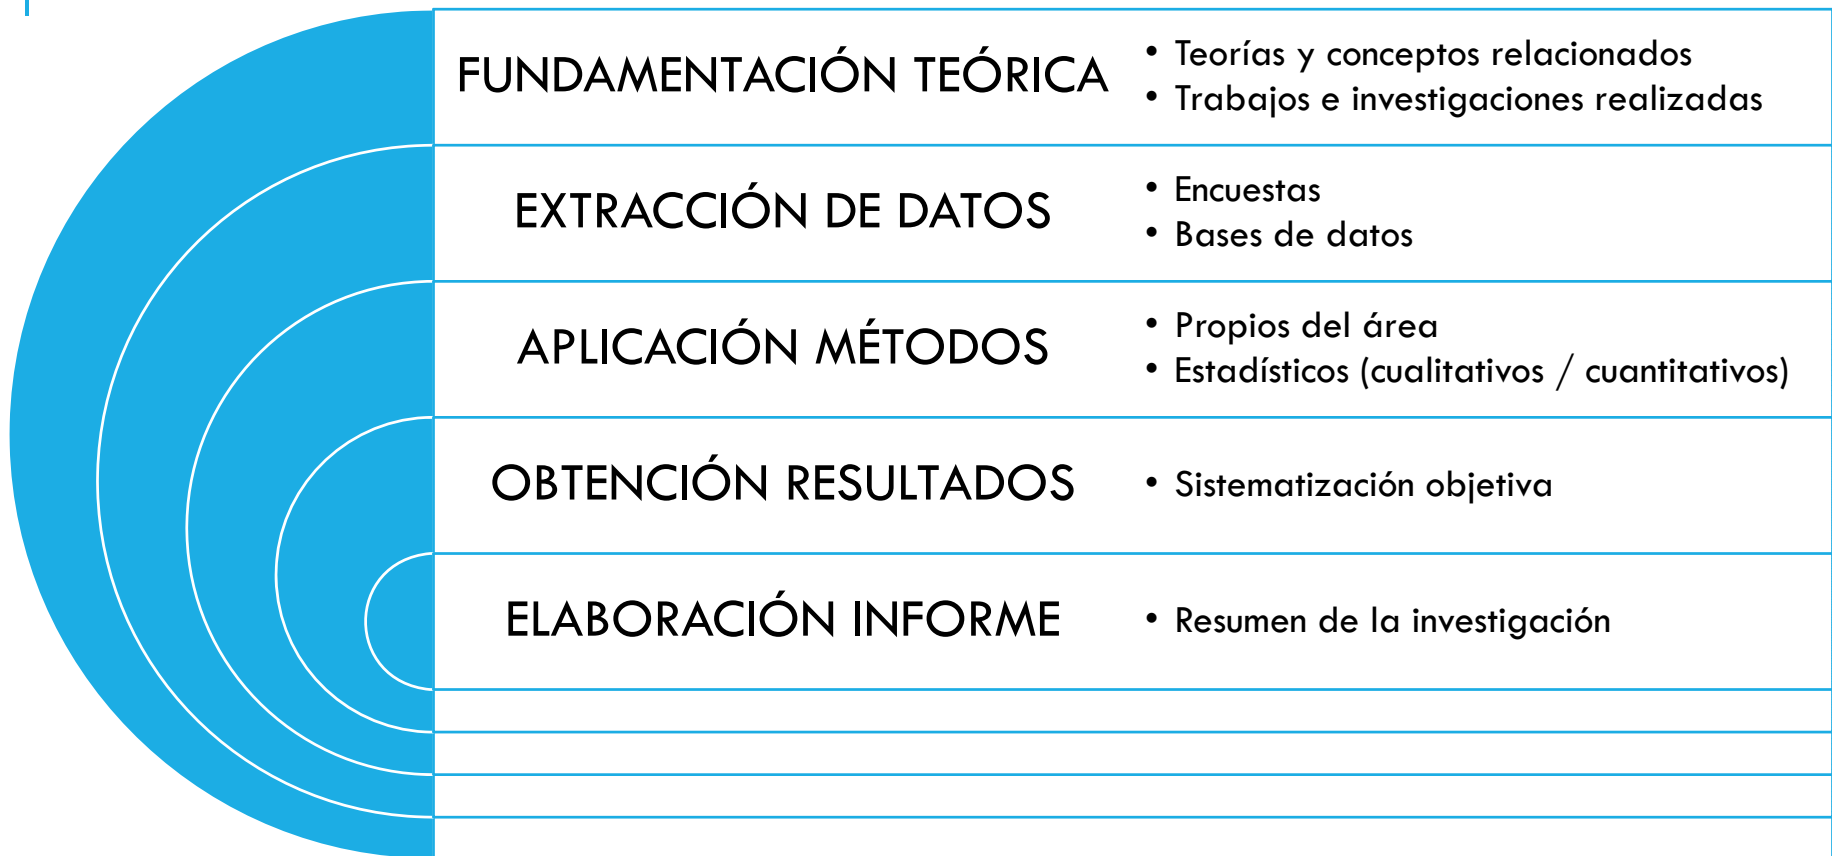 FUNDAMENTACIÓN TEÓRICA
• Teorías y conceptos relacionados
• Trabajos e investigaciones realizadas
EXTRACCIÓN DE DATOS
• Encuestas
• Bases de datos
APLICACIÓN MÉTODOS
• Propios del área
• Estadísticos (cualitativos / cuantitativos)
OBTENCIÓN RESULTADOS
• Sistematización objetiva
ELABORACIÓN INFORME
• Resumen de la investigación